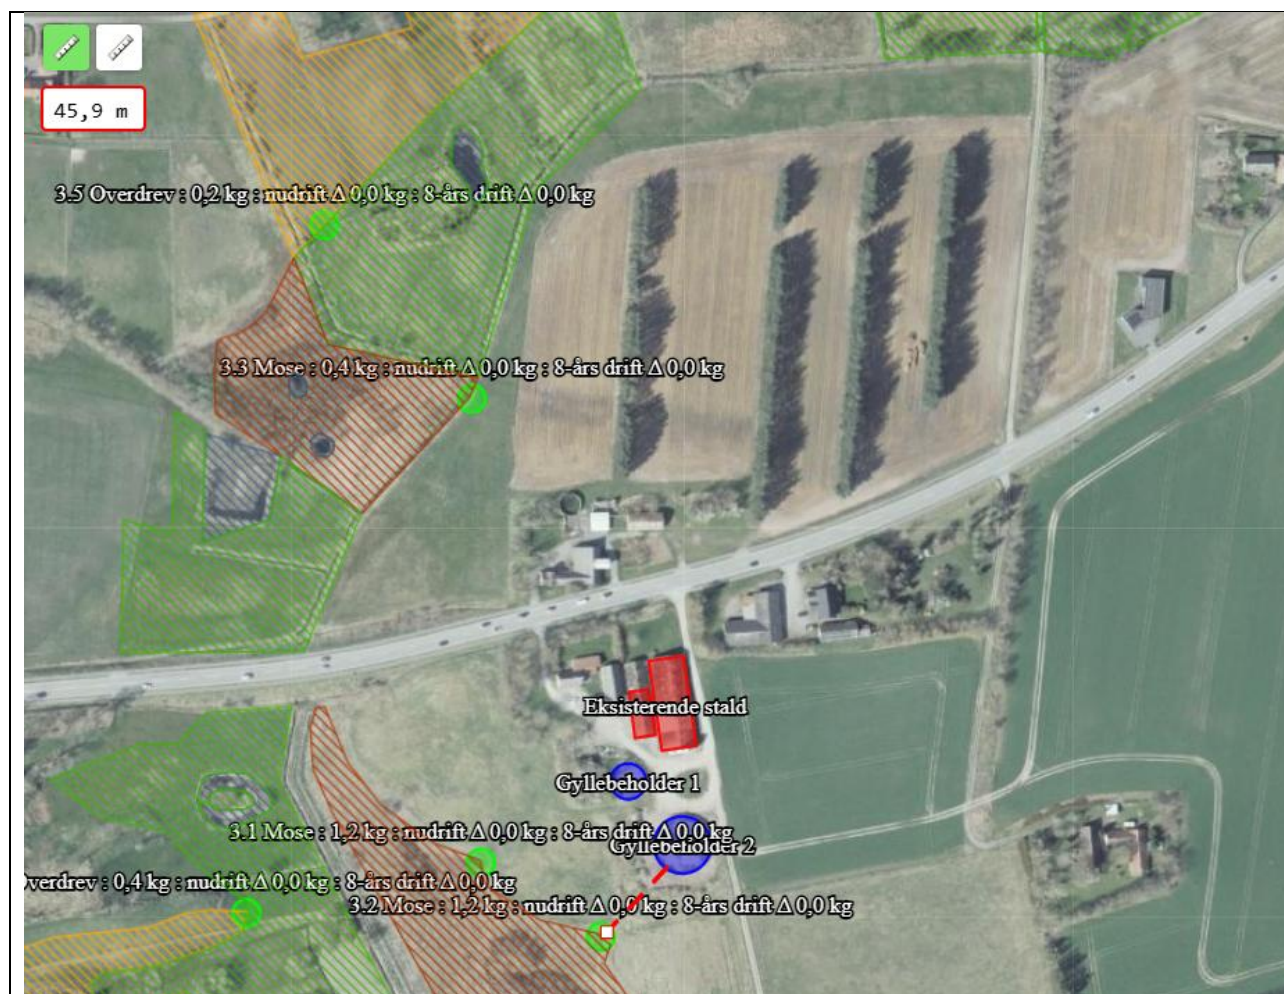 45,9 m
3.5 Overdrev : 0,2 kg : nudrift Δ 0,0 kg : 8-års drift Δ 0,0 kg
3.3 Mose : 0,4 kg : nudrift Δ 0,0 kg : 8-års drift Δ 0,0 kg
Eksisterende stald
Gyllebeholder 1
3.1 Mose : 1,2 kg : nudrift Δ 0,0 kg : 8-års drift Δ 0,0 kg
Gyllebeholder 2
verdrev : 0,4 kg : nudrift Δ 0,0 kg : 8-års drift Δ 0,0 kg
3.2 Mose : 1,2 kg : nudrift Δ 0,0 kg : 8-års drift Δ 0,0 kg